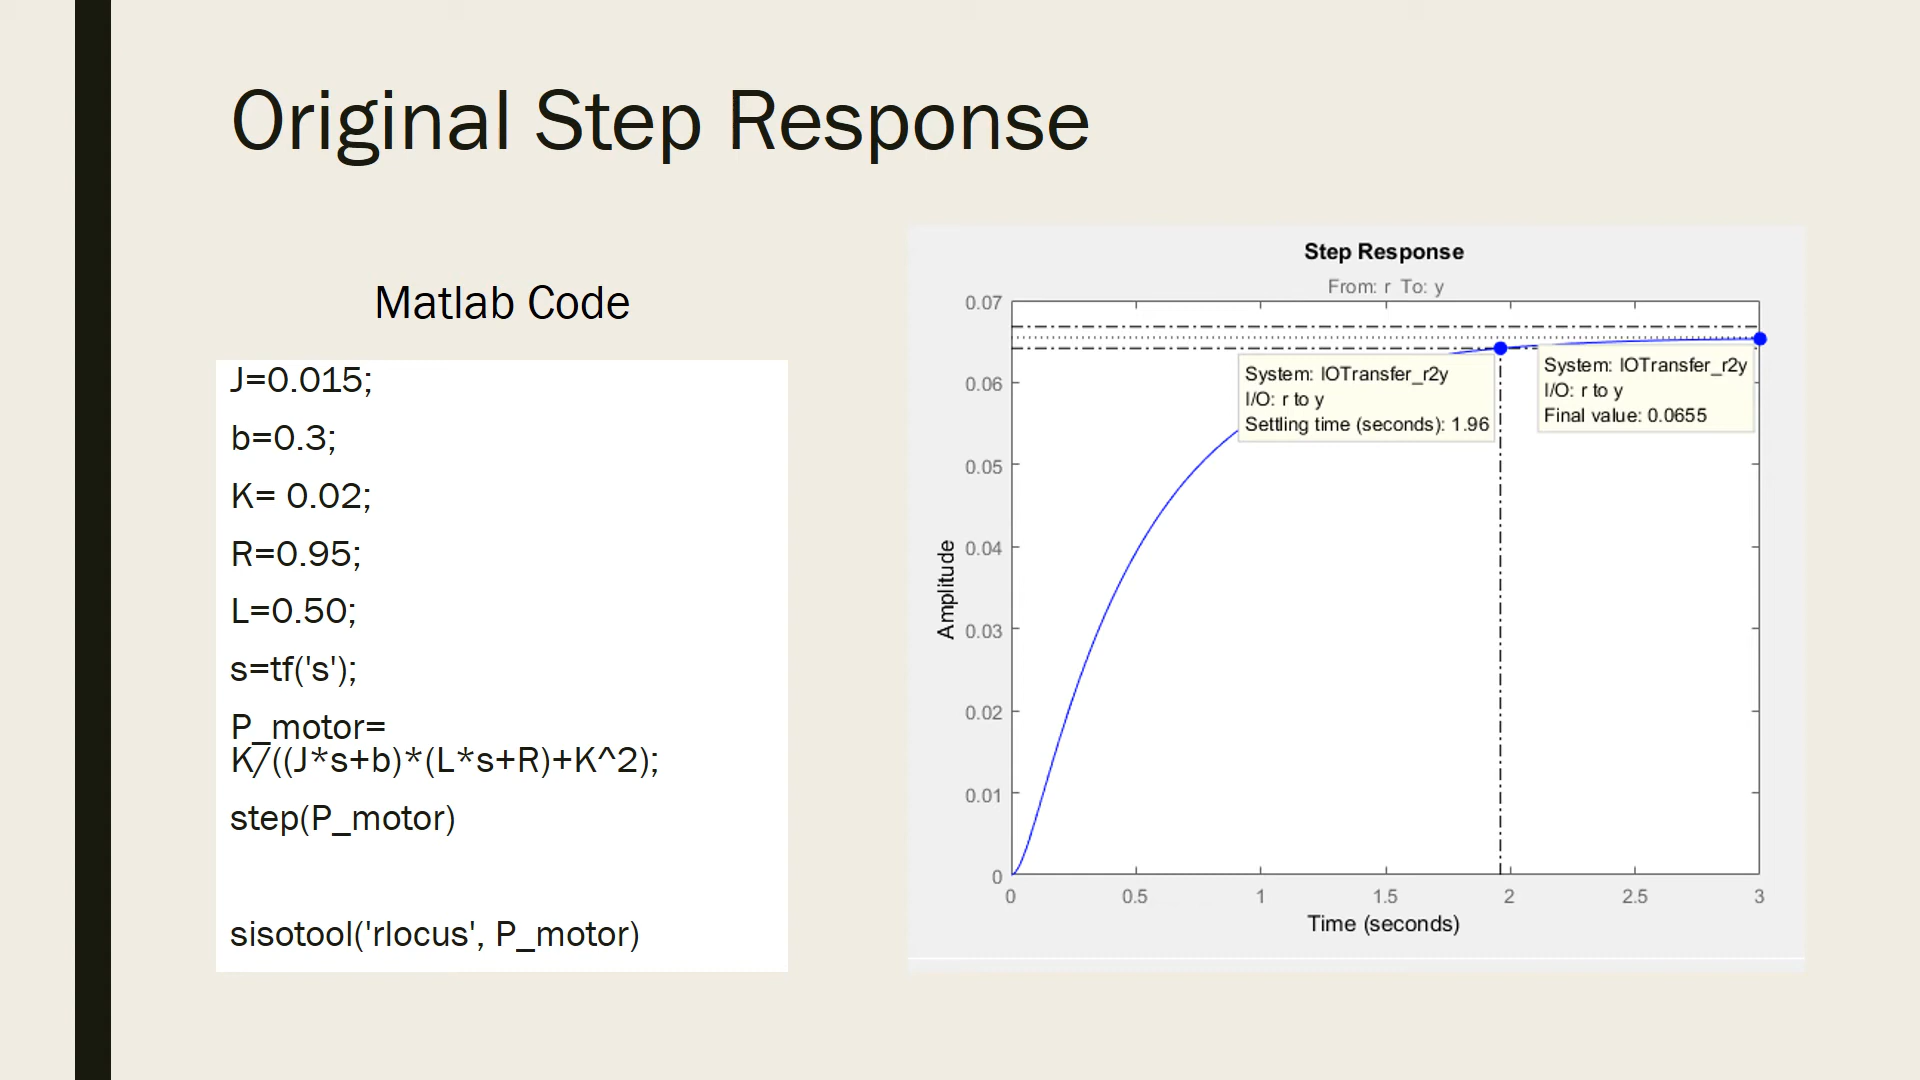 Original Step Response
Matlab Code
J=0.015;
b=0.3;
K= 0.02;
R=0.95;
L=0.50;
s=tf('s');
P_motor=
K/((J*s+b)*(L*s+R)+K^2);
step(P_motor)
sisotool('rlocus', P_motor)
Step Response
From: r To: y
0.07
0.06
0.05
0.04
0.03
0.02
0.01
0
Amplitude
System: IOTransfer_r2y
I/O: r to y
Settling time (seconds): 1.96
System: IOTransfer_r2y
I/O: r to y
Final value: 0.0655
0 0.5 1 1.5 2 2.5 3
Time (seconds)